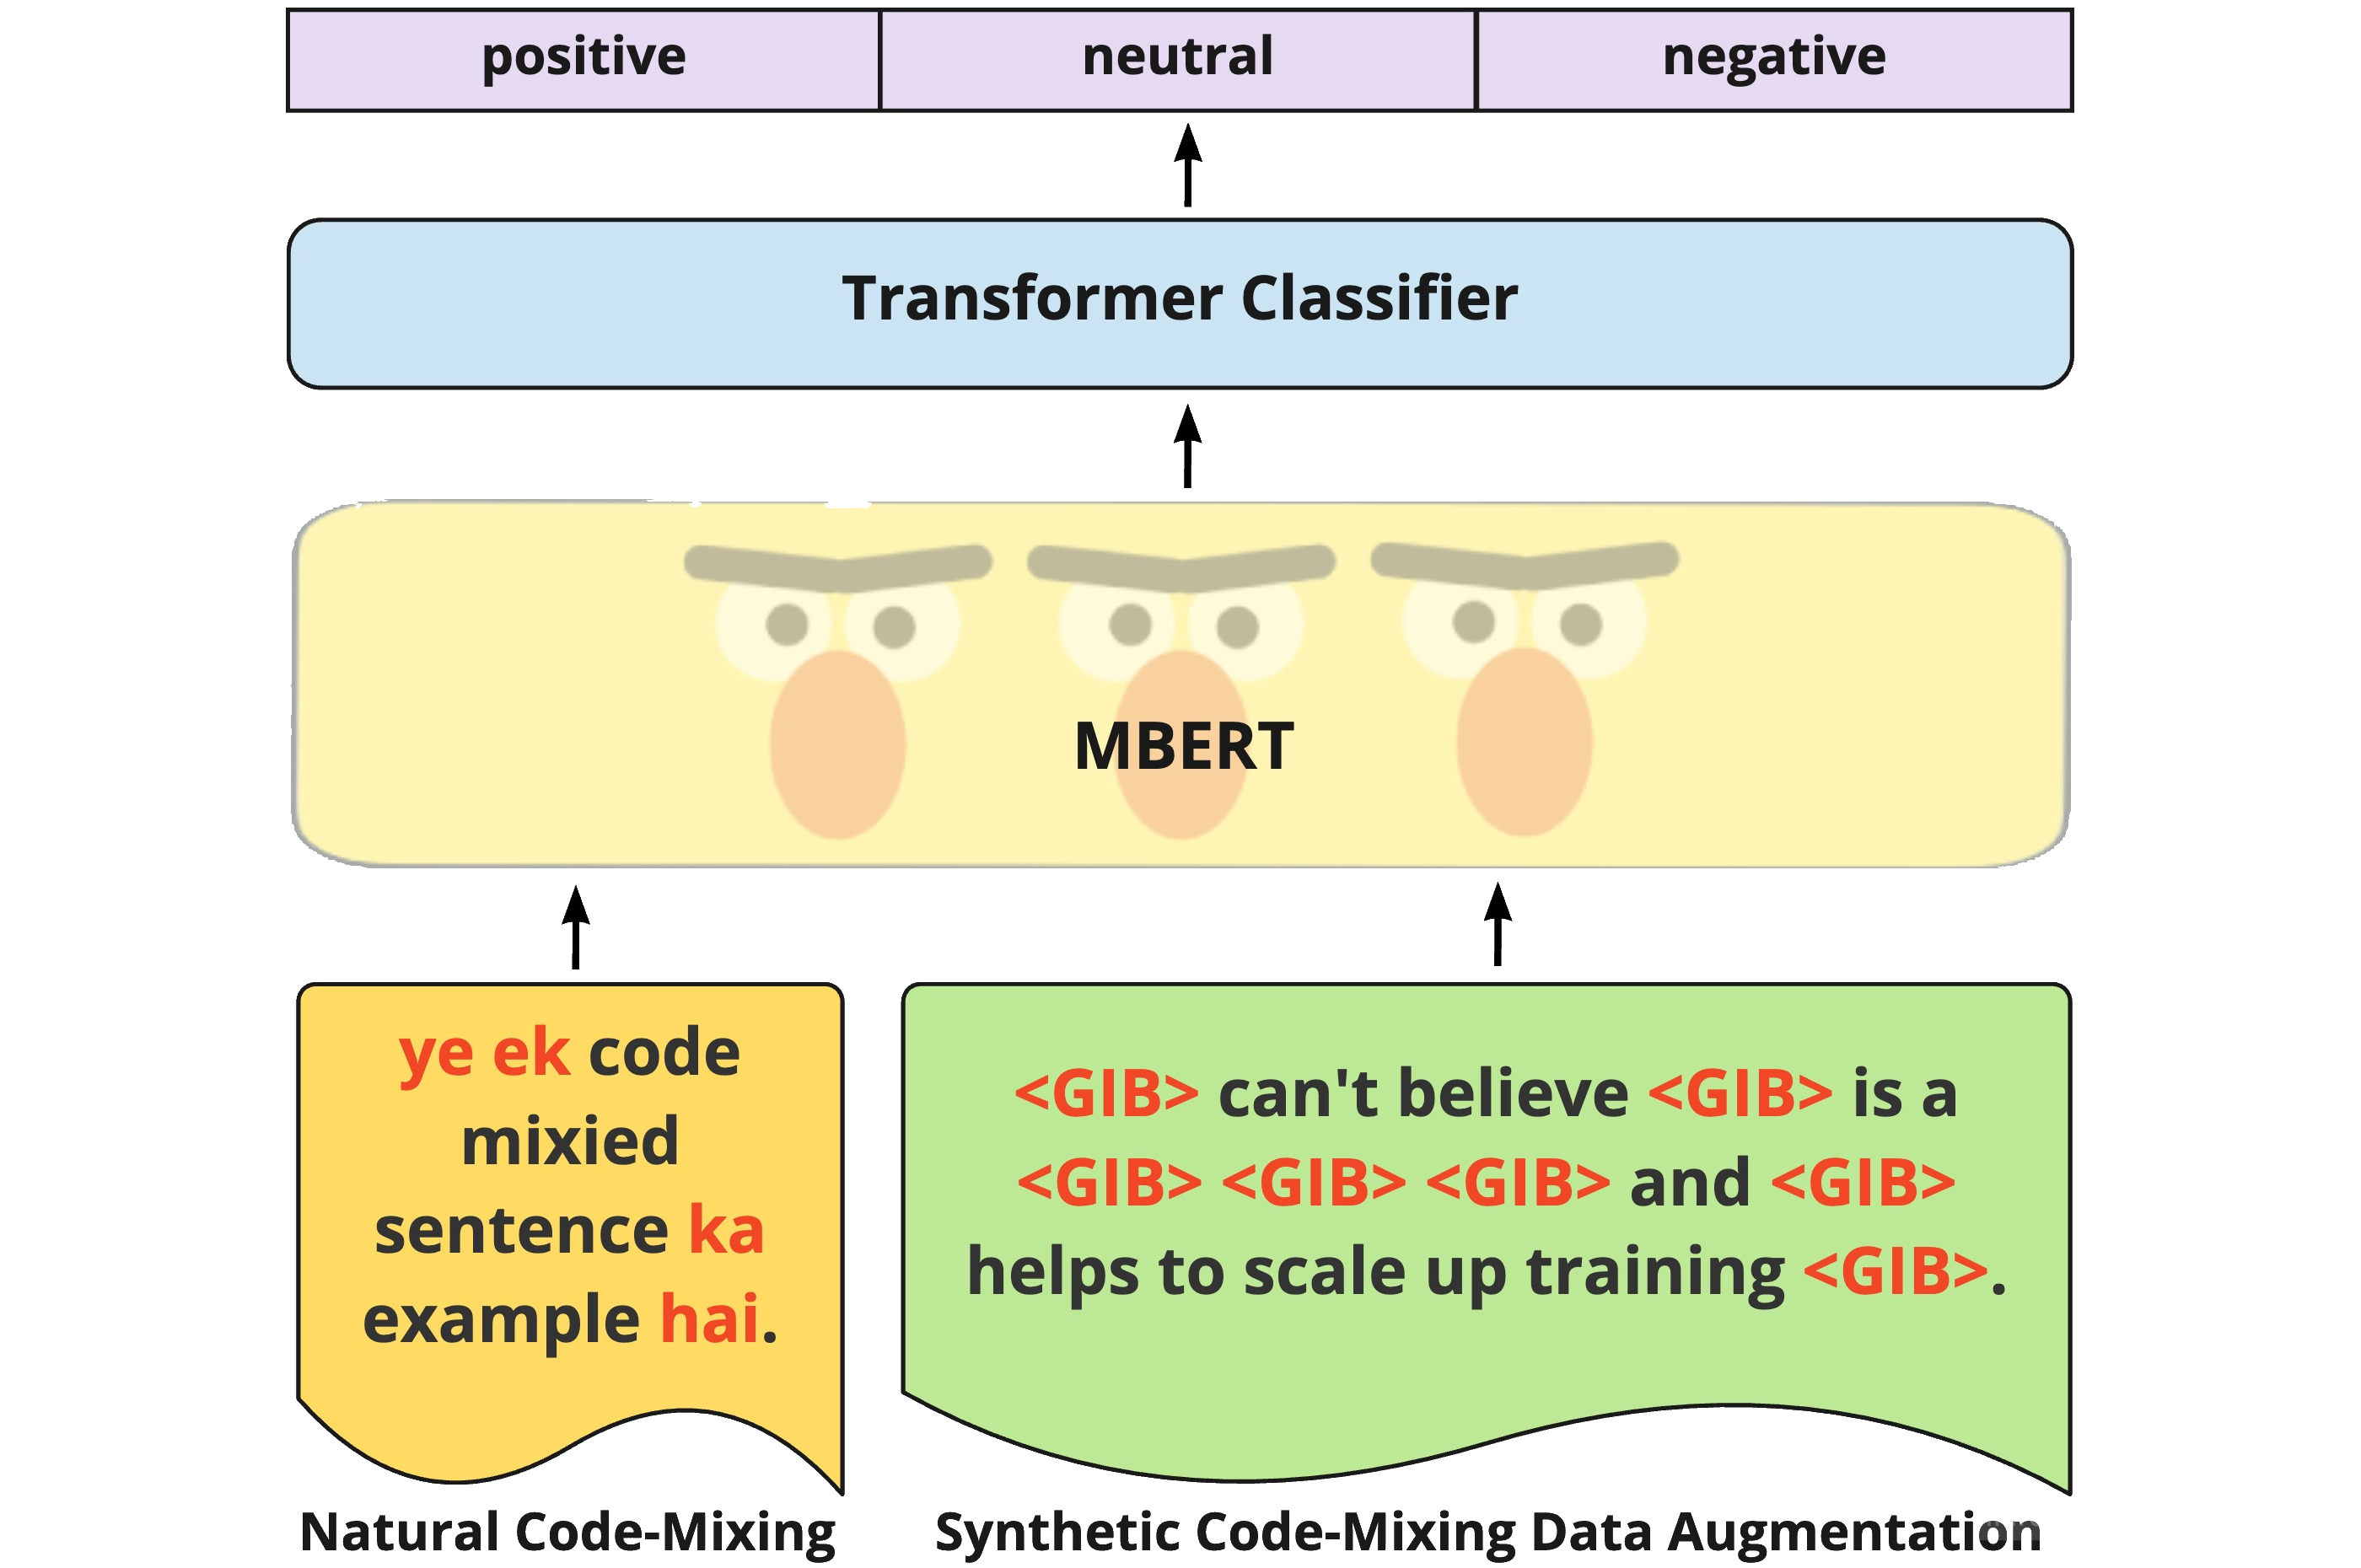 positive neutral negative
Transformer Classifier
MBERT
ye ek code
mixied
sentence ka
example hai.
<GIB> can't believe <GIB> is a
<GIB> <GIB> <GIB> and <GIB>
helps to scale up training <GIB>.
Natural Code-Mixing
Synthetic Code-Mixing Data Augmentation